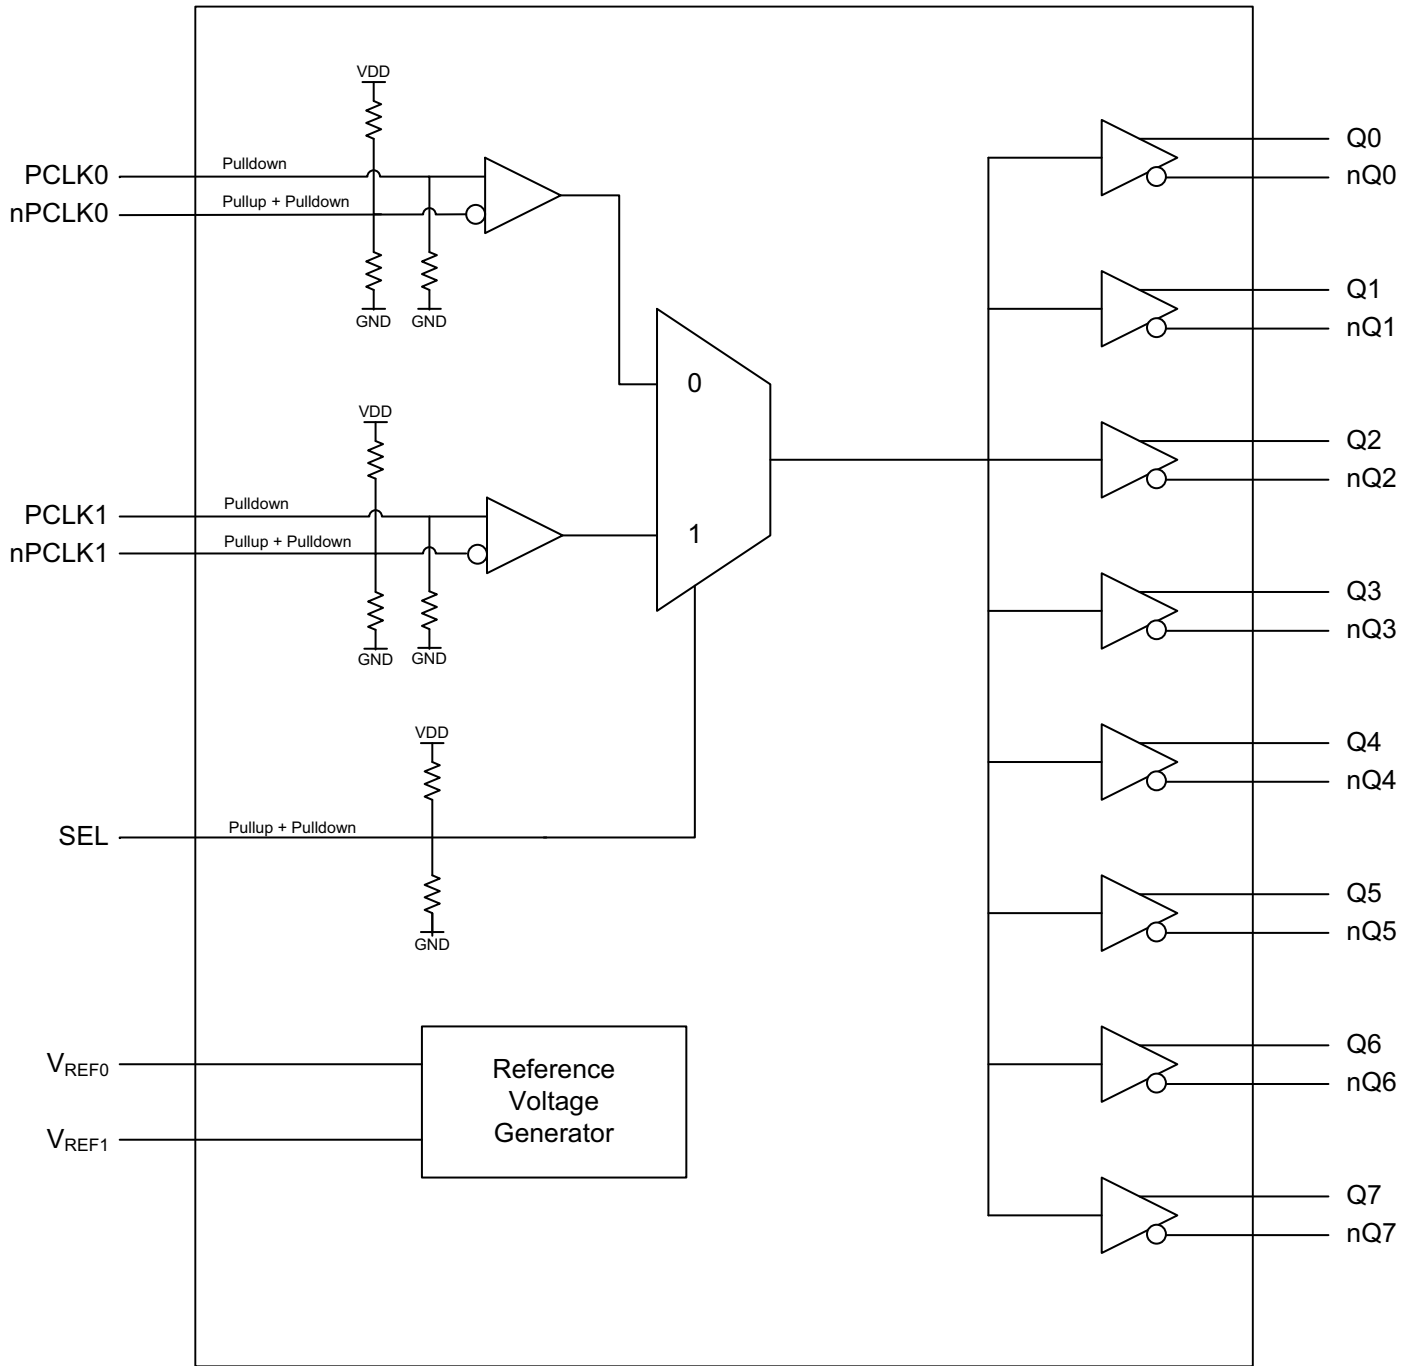 VDD
PCLK0
Pulldown
nPCLK0
Pullup + Pulldown
GND
GND
VDD
PCLK1
Pulldown
nPCLK1
Pullup + Pulldown
GND
GND
0
1
VDD
SEL
Pullup + Pulldown
GND
VREF0
VREF1
Reference
Voltage
Generator
Q0
nQ0
Q1
nQ1
Q2
nQ2
Q3
nQ3
Q4
nQ4
Q5
nQ5
Q6
nQ6
Q7
nQ7